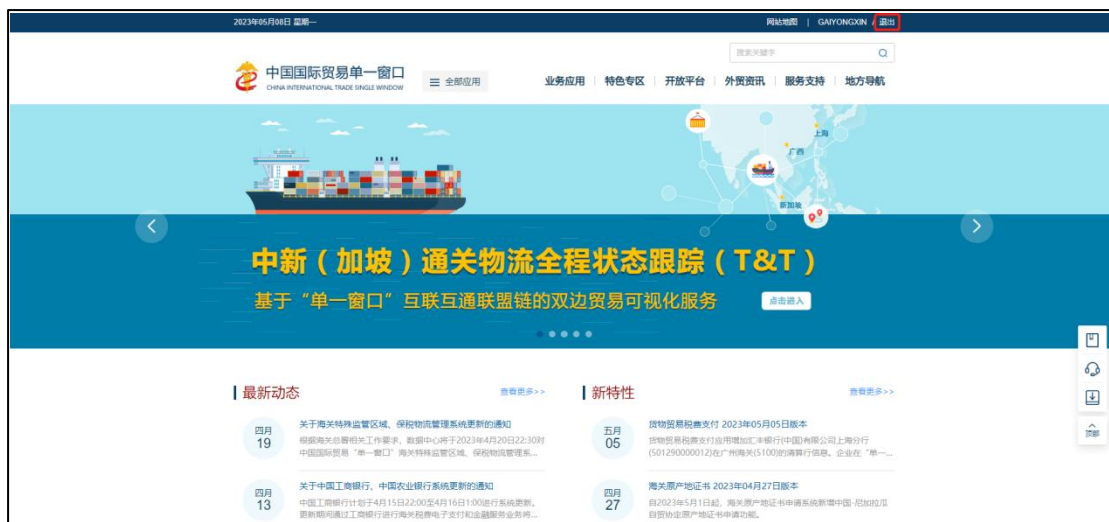 2023年05月08日 星期一
网站地图 | GAIYONGXIN / 退出
搜索关键字
中国国际贸易单一窗口
CHINA INTERNATIONAL TRADE SINGLE WINDOW
全部应用
业务应用 特色专区 开放平台 外贸资讯 服务支持 地方导航
上海
广西
新加坡
中新（加坡）通关物流全程状态跟踪（T&T）
基于“单一窗口”互联互通联盟链的双边贸易可视化服务
点击进入
最新动态
查看更多>>
四月
19
关于海关特殊监管区域、保税物流管理系统更新的通知
根据海关总署相关工作要求，数据中心将于2023年4月20日22:30对
中国国际贸易“单一窗口”海关特殊监管区域、保税物流管理系...
四月
13
关于中国工商银行、中国农业银行系统更新的通知
中国工商银行计划于4月15日22:00至4月16日1:00进行系统更新。
更新期间通过工商银行进行海关税费电子支付和金融服务业务将...
新特性
查看更多>>
五月
05
货物贸易税费支付 2023年05月05日版本
货物贸易税费支付应用增加汇丰银行(中国)有限公司上海分行
(501290000012)在广州海关(5100)的清算行信息。企业在“单一...
四月
27
海关原产地证书 2023年04月27日版本
自2023年5月1日起，海关原产地证书申请系统新增中国-尼加拉瓜
自贸协定原产地证书申请功能。
顶部